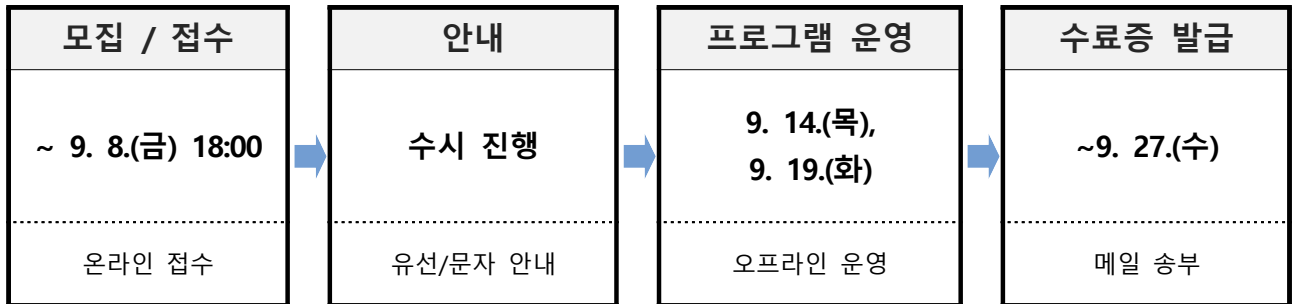 모집 / 접수
~ 9. 8.(금) 18:00
온라인 접수
안내
수시 진행
유선/문자 안내
프로그램 운영
9. 14.(목),
9. 19.(화)
오프라인 운영
수료증 발급
~9. 27.(수)
메일 송부